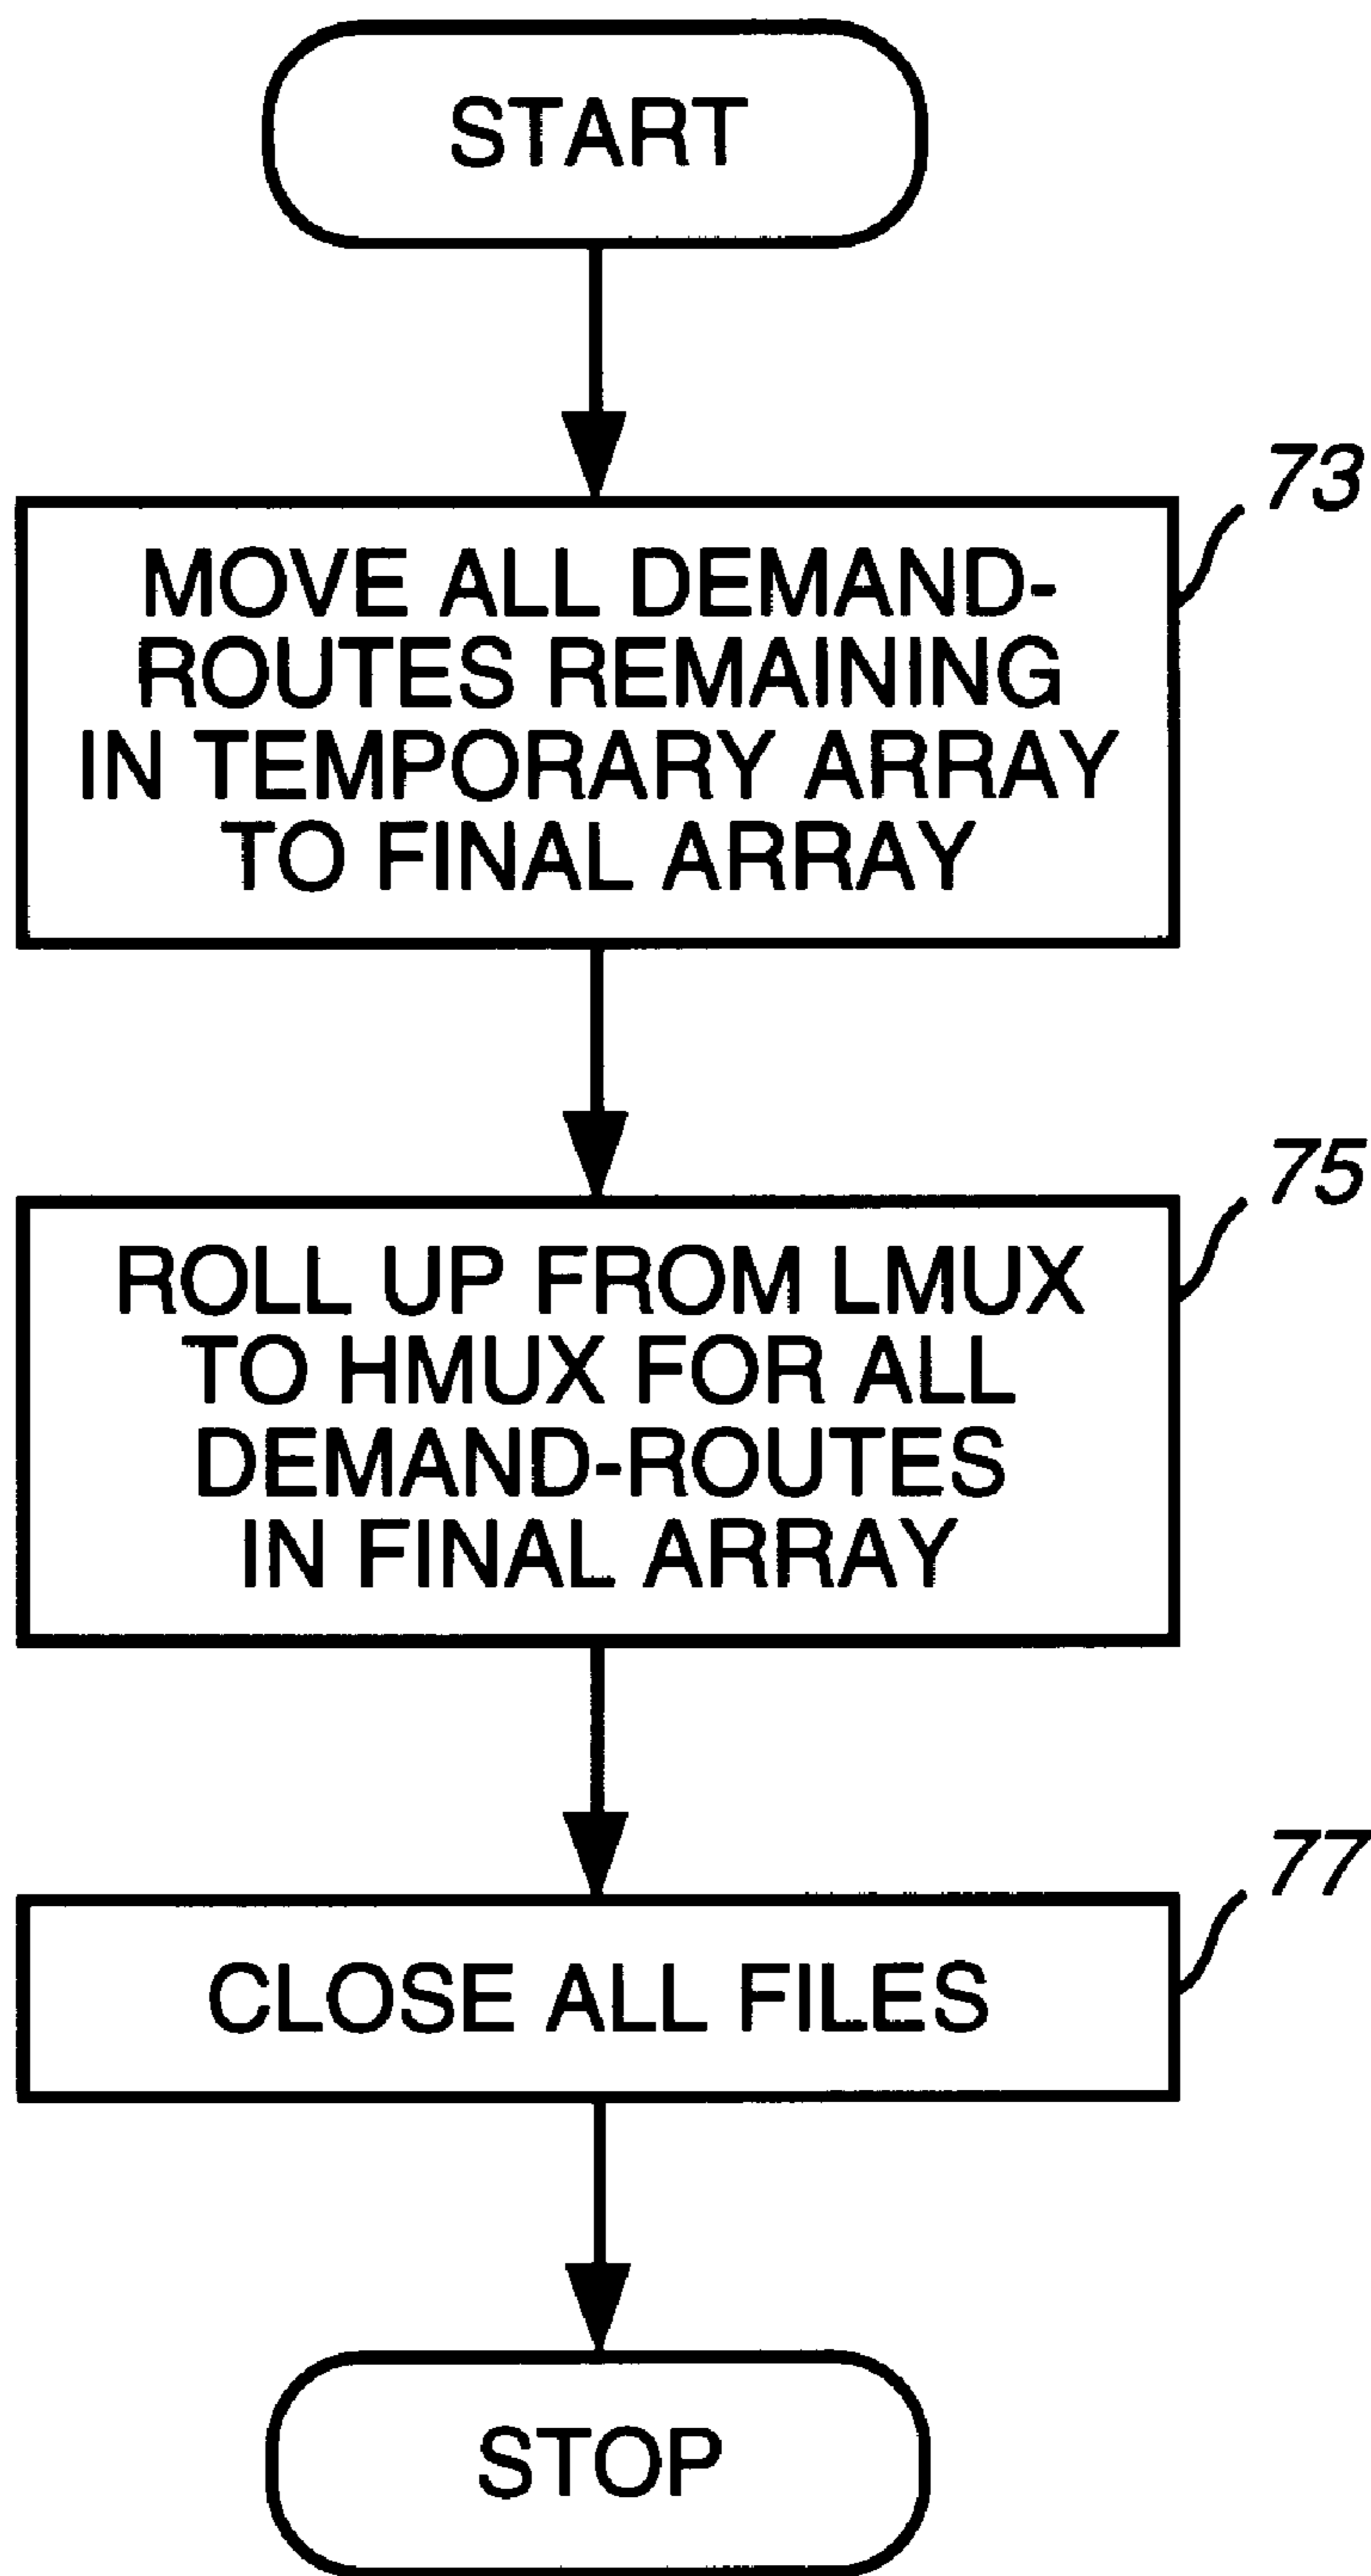 START
73
MOVE ALL DEMAND-
ROUTES REMAINING
IN TEMPORARY ARRAY
TO FINAL ARRAY
75
ROLL UP FROM LMUX
TO HMUX FOR ALL
DEMAND-ROUTES
IN FINAL ARRAY
77
CLOSE ALL FILES
STOP